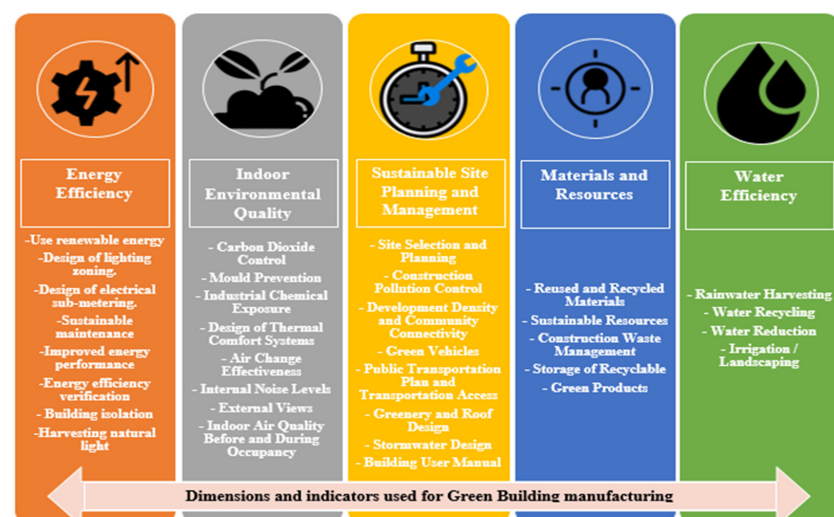 Energy
Efficiency
-Use renewable energy
-Design of lighting
zoning.
-Design of electrical
sub-metering.
-Sustainable
maintenance
-Improved energy
performance
-Energy efficiency
verification
-Building isolation
-Harvesting natural
light
Indoor
Environmental
Quality
- Carbon Dioxide
Control
- Mould Prevention
- Industrial Chemical
Exposure
- Design of Thermal
Comfort Systems
- Air Change
Effectiveness
- Internal Noise Levels
- External Views
- Indoor Air Quality
Before and During
Occupancy
Sustainable Site
Planning and
Management
- Site Selection and
Planning
- Construction
Pollution Control
- Development Density
and Community
Connectivity
- Green Vehicles
- Public Transportation
Plan and
Transportation Access
- Greenery and Roof
Design
- Stormwater Design
- Building User Manual
Materials and
Resources
- Reused and Recycled
Materials
- Sustainable Resources
- Construction Waste
Management
- Storage of Recyclable
- Green Products
Water
Efficiency
- Rainwater Harvesting
- Water Recycling
- Water Reduction
- Irrigation /
Landscaping
Dimensions and indicators used for Green Building manufacturing